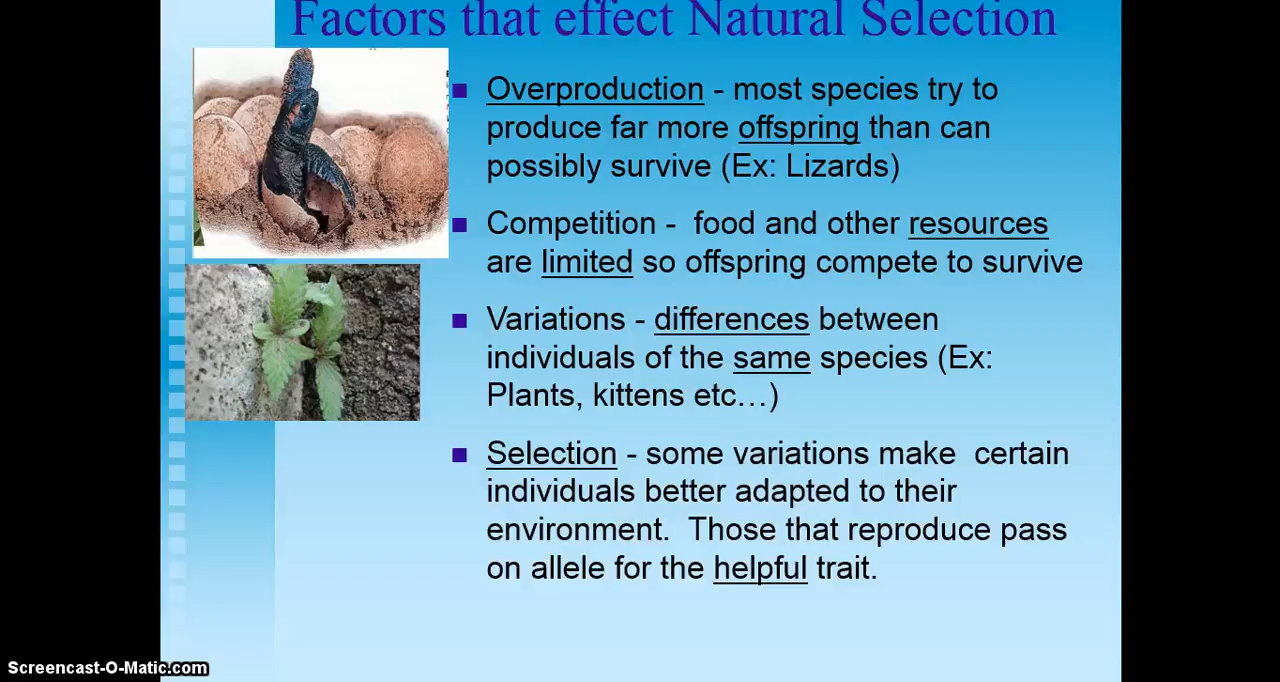 Factors that effect Natural Selection
Overproduction - most species try to
produce far more offspring than can
possibly survive (Ex: Lizards)
Competition - food and other resources
are limited so offspring compete to survive
Variations - differences between
individuals of the same species (Ex:
Plants, kittens etc…)
Selection - some variations make certain
individuals better adapted to their
environment. Those that reproduce pass
on allele for the helpful trait.
Screencast-O-Matic.com